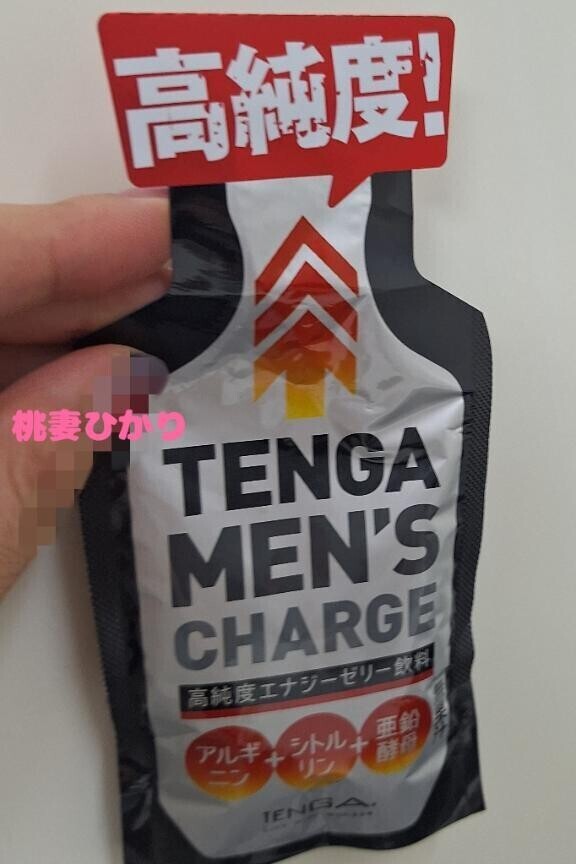 高純度!
桃妻ひかり
TENGA
MEN'S
CHARGE
高純度エナジーゼリー飲料
アルギ
ニン
+
シトル
リン
+
亜鉛
酵母
TENGA